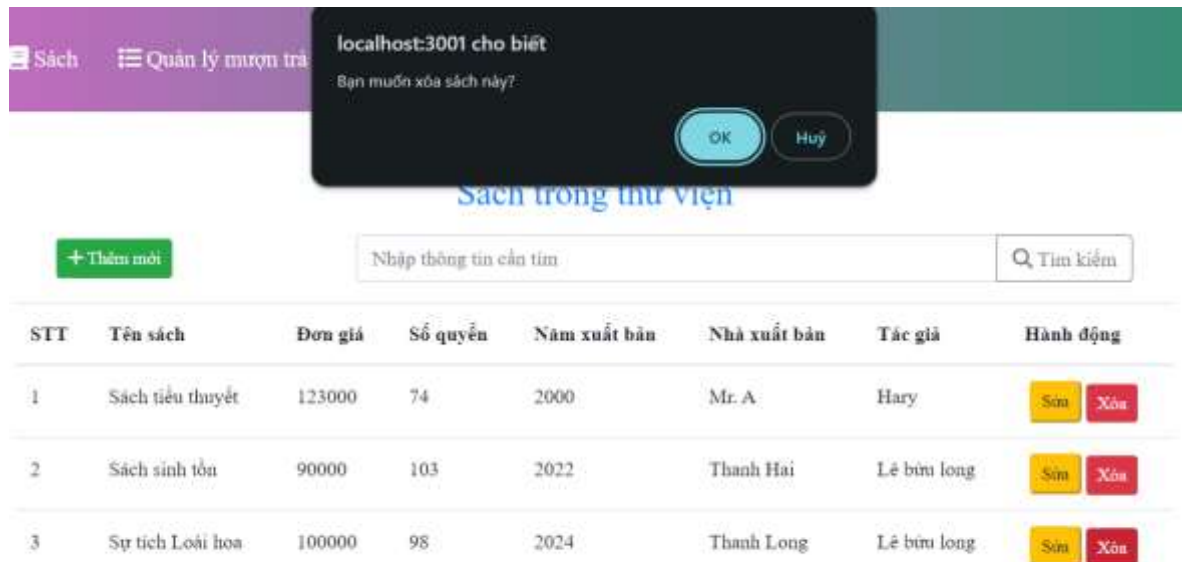 Sách Quản lý mượn trả
localhost:3001 cho biết
Bạn muốn xóa sách này?
OK Huỷ
Sách trong thư viện
Thêm mới Nhập thông tin cần tìm Tìm kiếm
STT Tên sách Đơn giá Số quyển Năm xuất bản Nhà xuất bản Tác giả Hành động
1 Sách tiểu thuyết 123000 74 2000 Mr. A Hary Sửa Xóa
2 Sách sinh tồn 90000 103 2022 Thanh Hai Lê bửu long Sửa Xóa
3 Sự tích Loài hoa 100000 98 2024 Thanh Long Lê bửu long Sửa Xóa